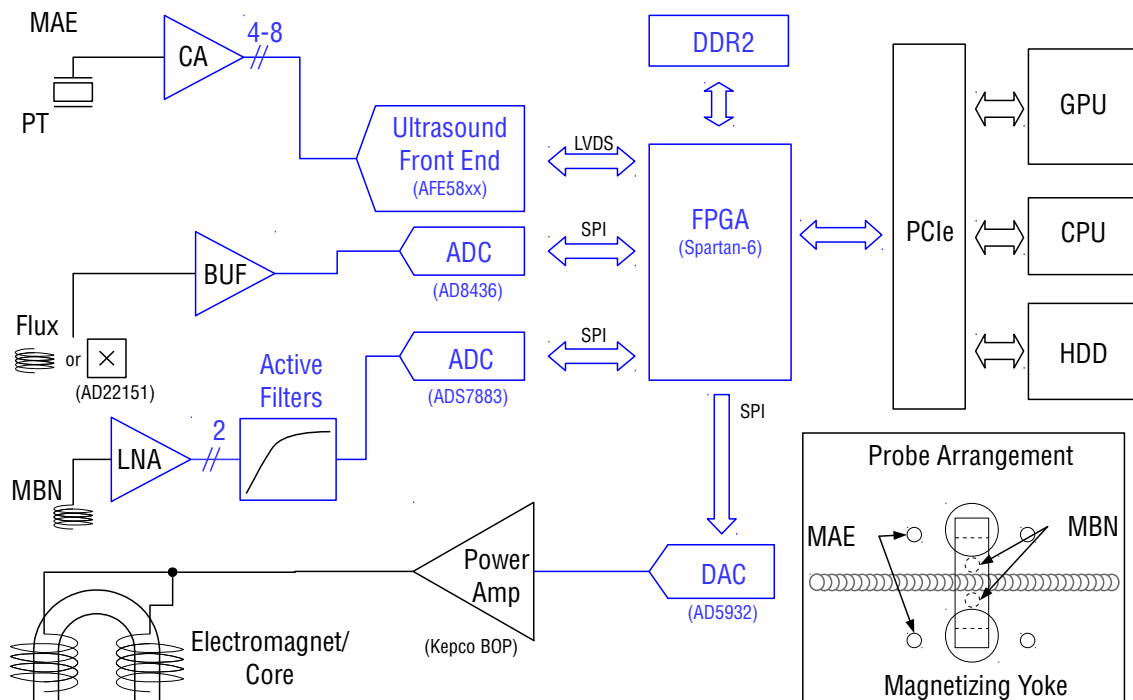 MAE
CA
4-8
PT
Ultrasound
Front End
(AFE58xx)
LVDS
DDR2
FPGA
(Spartan-6)
PCIe
GPU
CPU
HDD
BUF
ADC
(AD8436)
SPI
Flux
or
(AD22151)
ADC
(ADS7883)
SPI
Active
Filters
LNA
2
MBN
SPI
Power
Amp
(Kepco BOP)
DAC
(AD5932)
Electromagnet/
Core
Probe Arrangement
MAE
MBN
Magnetizing Yoke